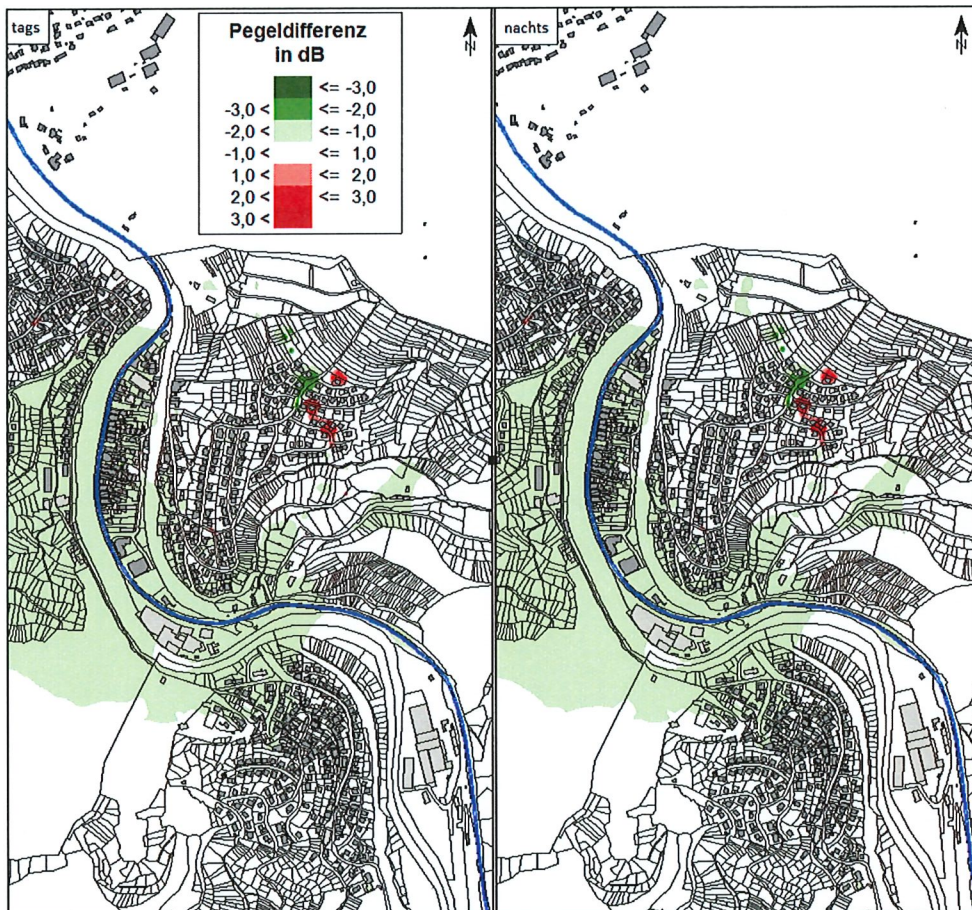 tags
Pegeldifferenz
in dB
<= -3,0
-3,0 < <= -2,0
-2,0 < <= -1,0
-1,0 < <= 1,0
1,0 < <= 2,0
2,0 < <= 3,0
3,0 <
N
nachts
N